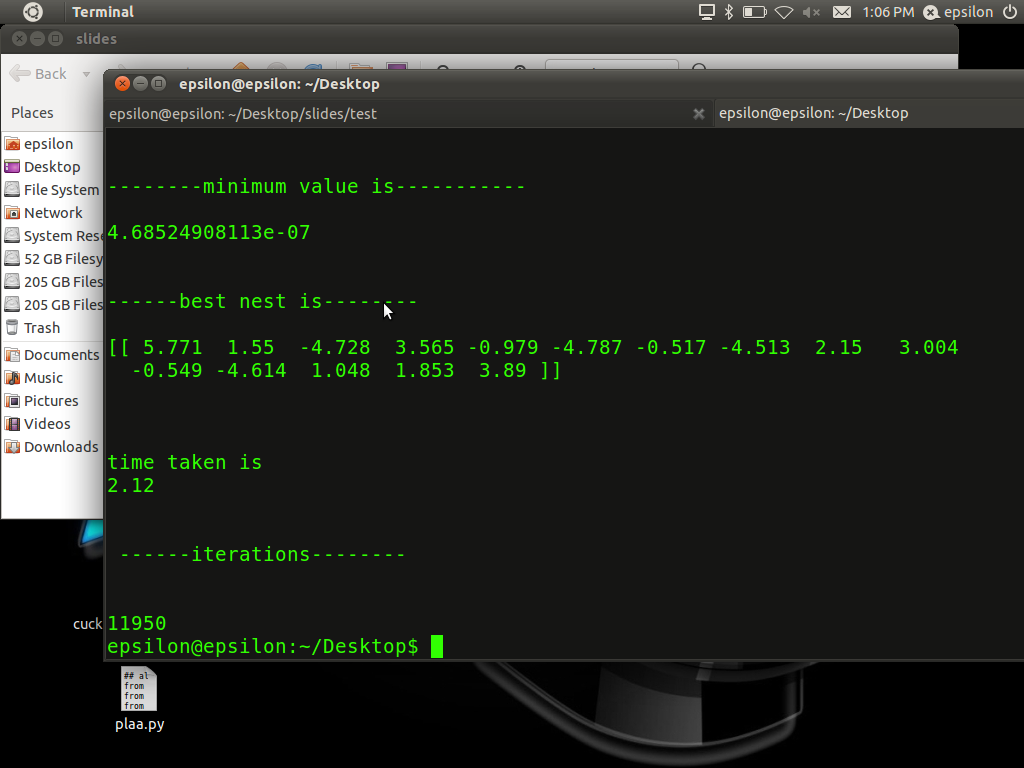 Terminal
1:06 PM
epsilon
slides
Back
epsilon@epsilon: ~/Desktop
Places
epsilon@epsilon: ~/Desktop/slides/test
epsilon@epsilon: ~/Desktop
epsilon
Desktop
File System
Network
System Rese
52 GB Filesy
205 GB Files
205 GB Files
Trash
Documents
Music
Pictures
Videos
Downloads
--------minimum value is-----------
4.68524908113e-07
------best nest is--------
[[ 5.771  1.55  -4.728  3.565 -0.979 -4.787 -0.517 -4.513  2.15   3.004
  -0.549 -4.614  1.048  1.853  3.89 ]]
time taken is
2.12
------iterations--------
11950
epsilon@epsilon:~/Desktop$
cuck
## al
from
from
from
plaa.py